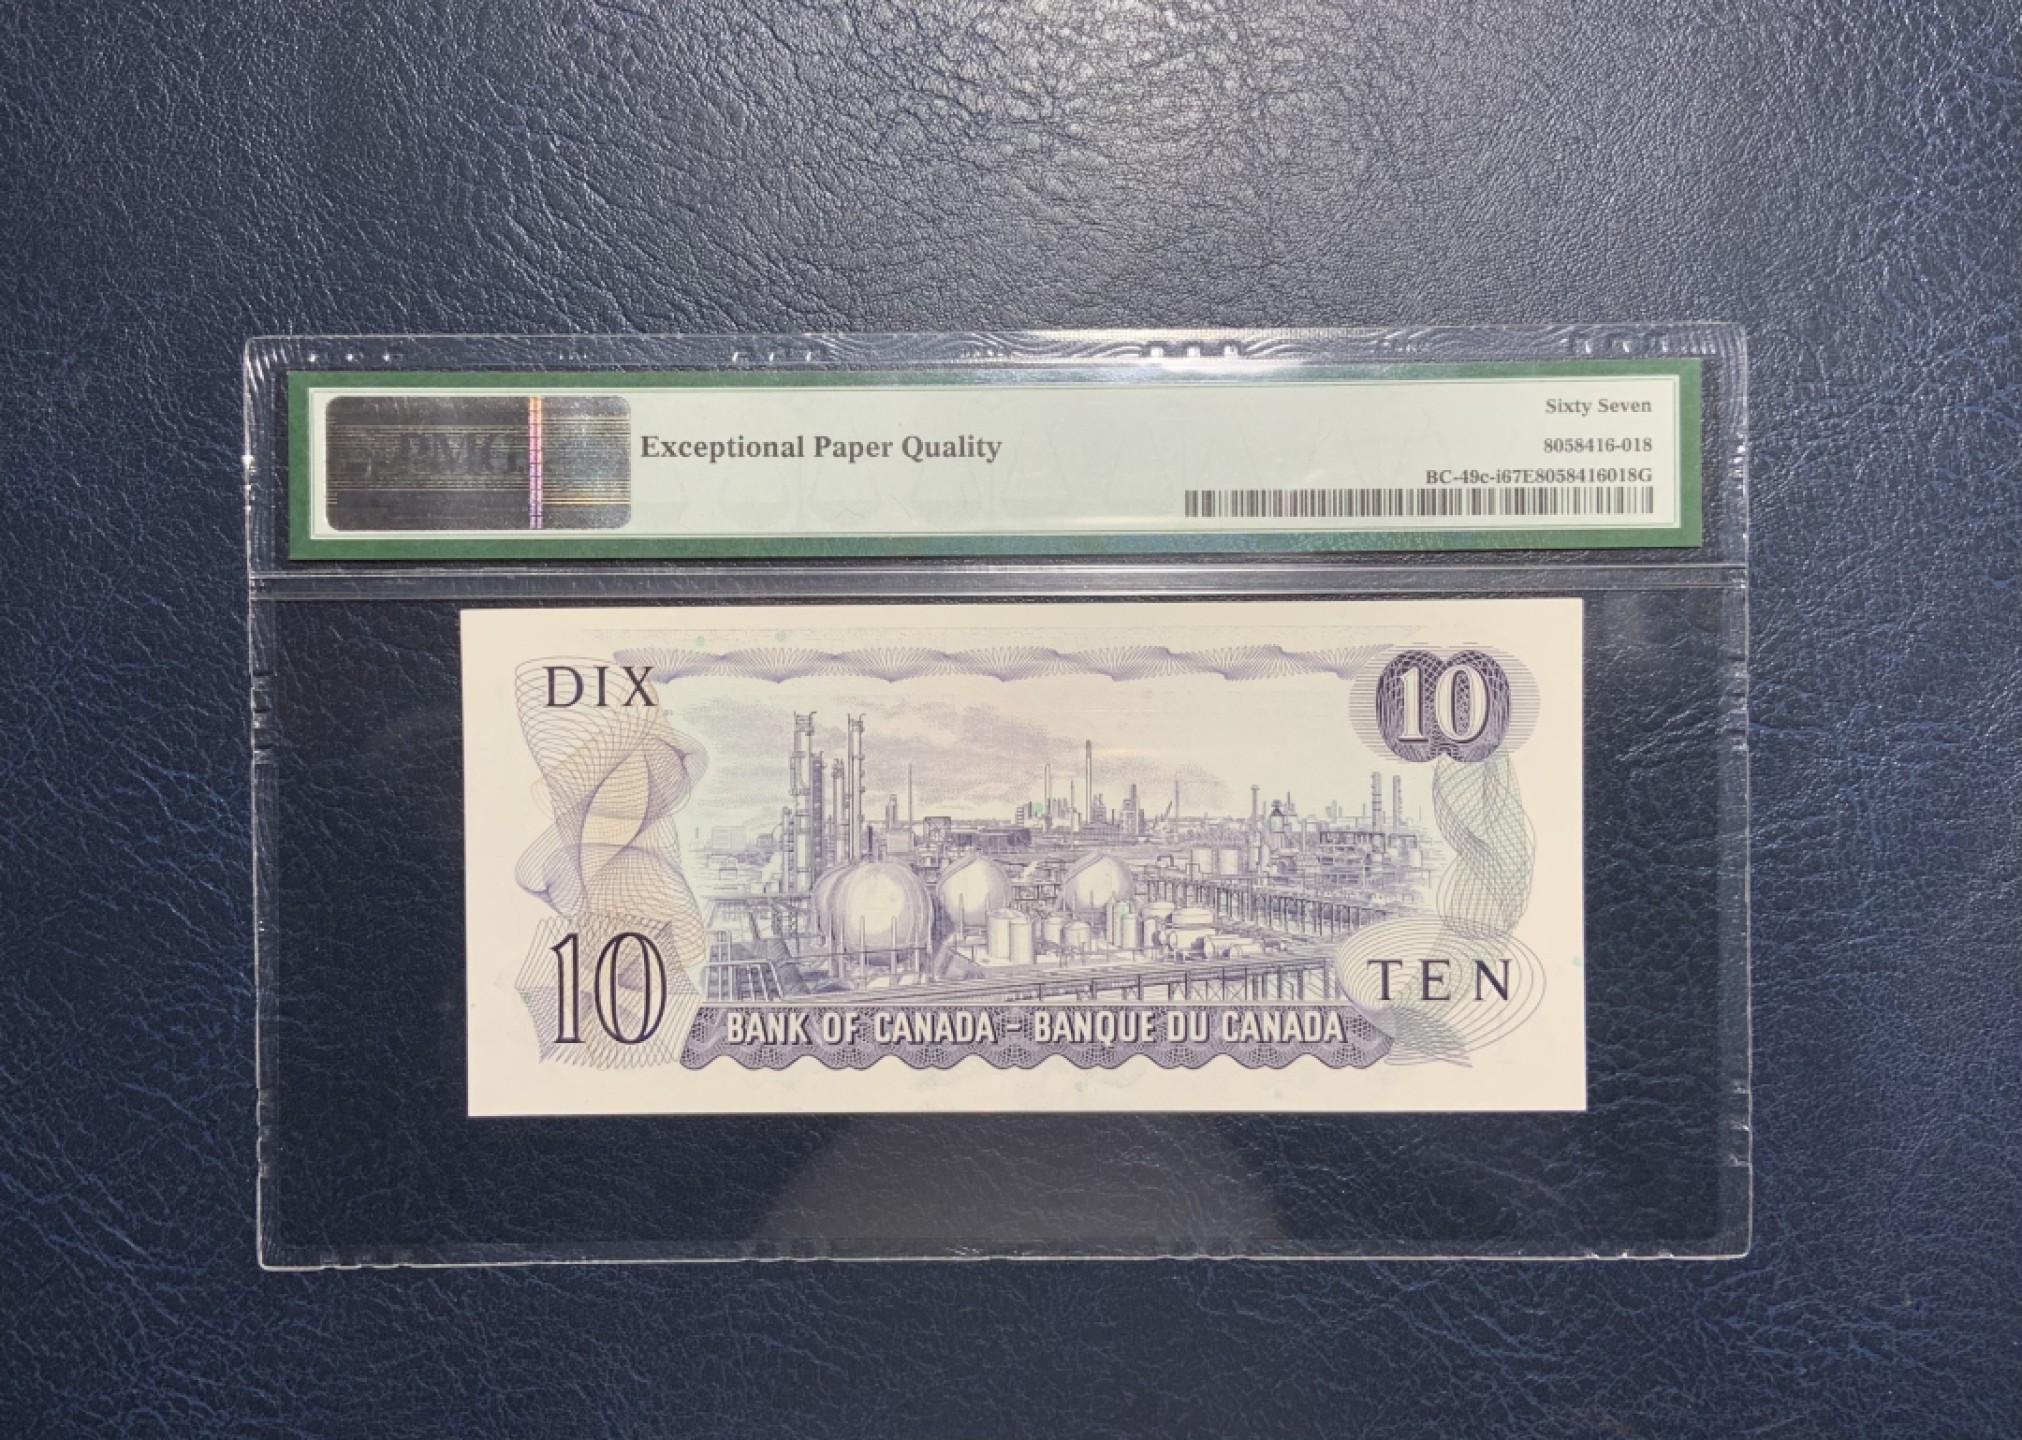 PMG
Exceptional Paper Quality
Sixty Seven
8058416-018
BC-49c-i67E8058416018G
DIX
10
10
TEN
BANK OF CANADA - BANQUE DU CANADA